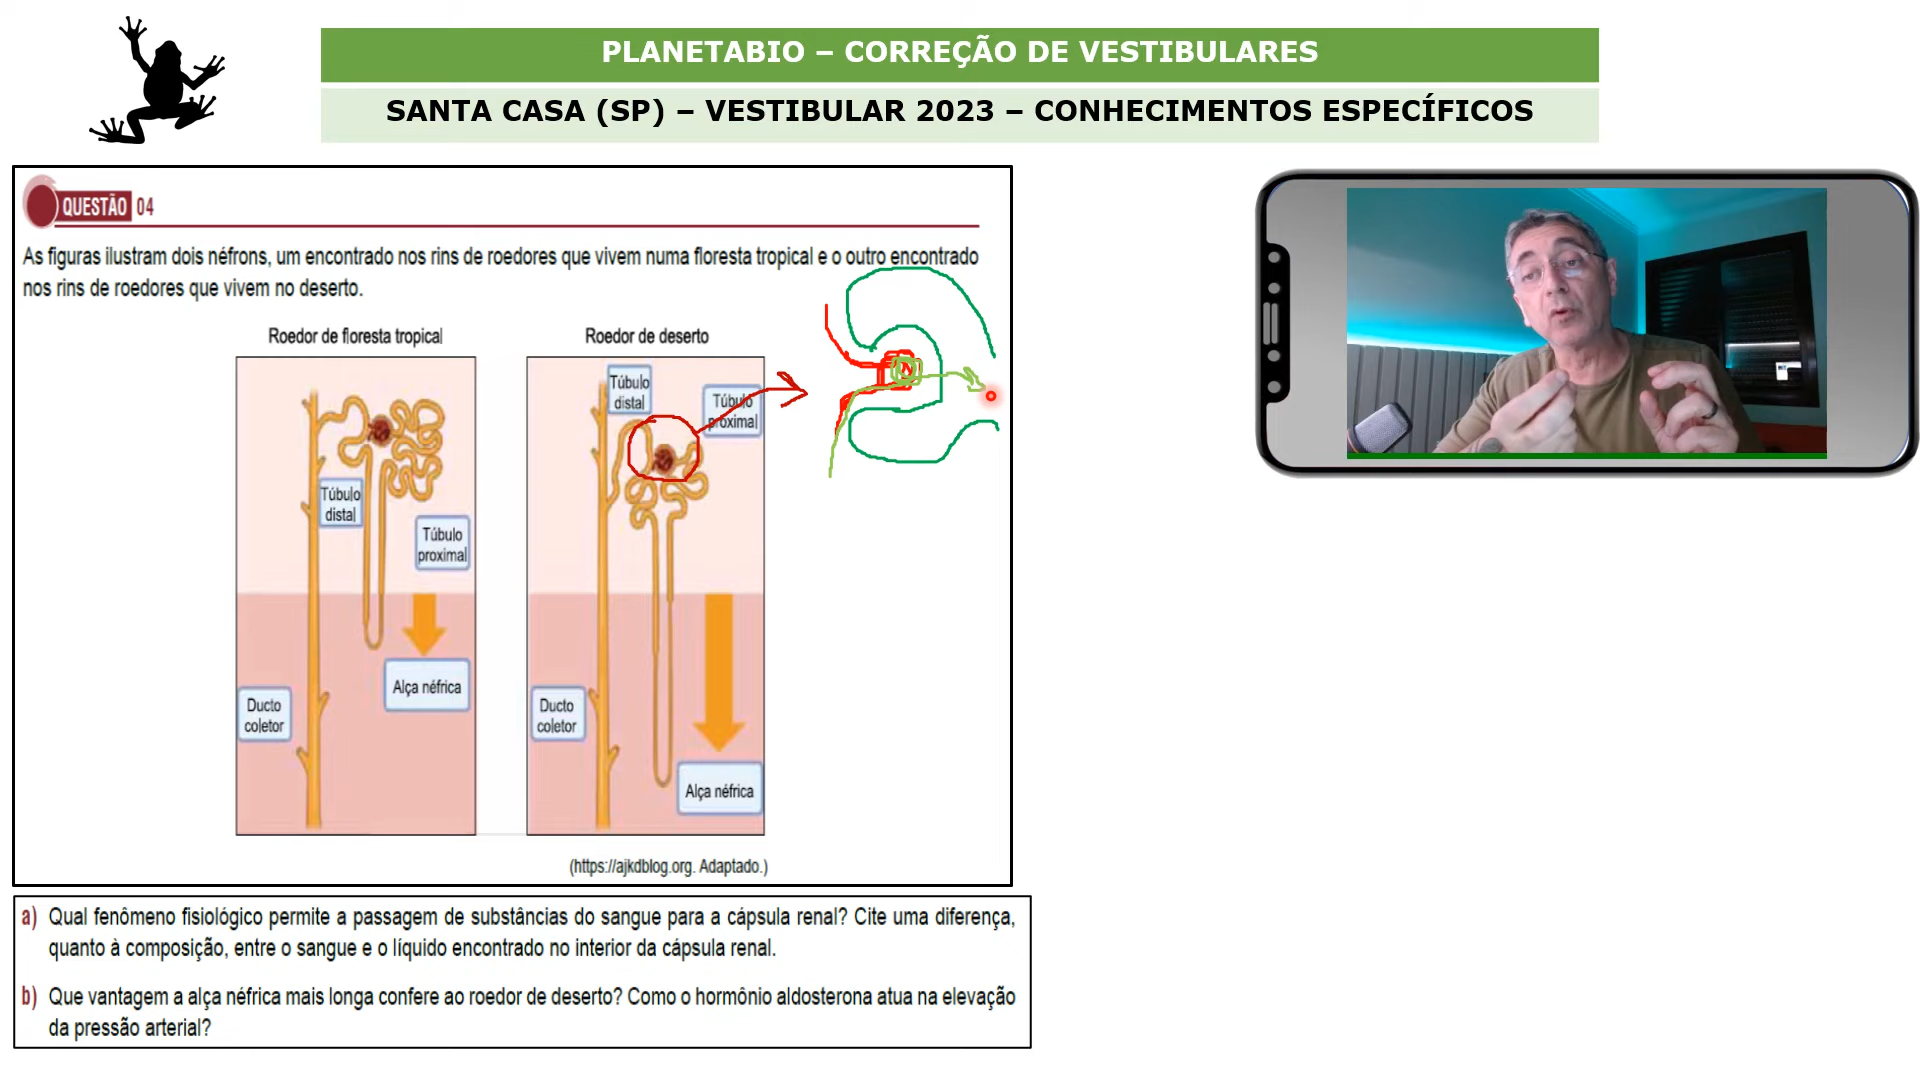 PLANETABIO – CORREÇÃO DE VESTIBULARES
SANTA CASA (SP) – VESTIBULAR 2023 – CONHECIMENTOS ESPECÍFICOS
QUESTÃO 04
As figuras ilustram dois néfrons, um encontrado nos rins de roedores que vivem numa floresta tropical e o outro encontrado
nos rins de roedores que vivem no deserto.
Roedor de floresta tropical
Túbulo
distal
Túbulo
proximal
Alça néfrica
Ducto
coletor
Roedor de deserto
Túbulo
distal
Túbulo
proximal
Ducto
coletor
Alça néfrica
(https://ajkdblog.org. Adaptado.)
a) Qual fenômeno fisiológico permite a passagem de substâncias do sangue para a cápsula renal? Cite uma diferença,
quanto à composição, entre o sangue e o líquido encontrado no interior da cápsula renal.
b) Que vantagem a alça néfrica mais longa confere ao roedor de deserto? Como o hormônio aldosterona atua na elevação
da pressão arterial?